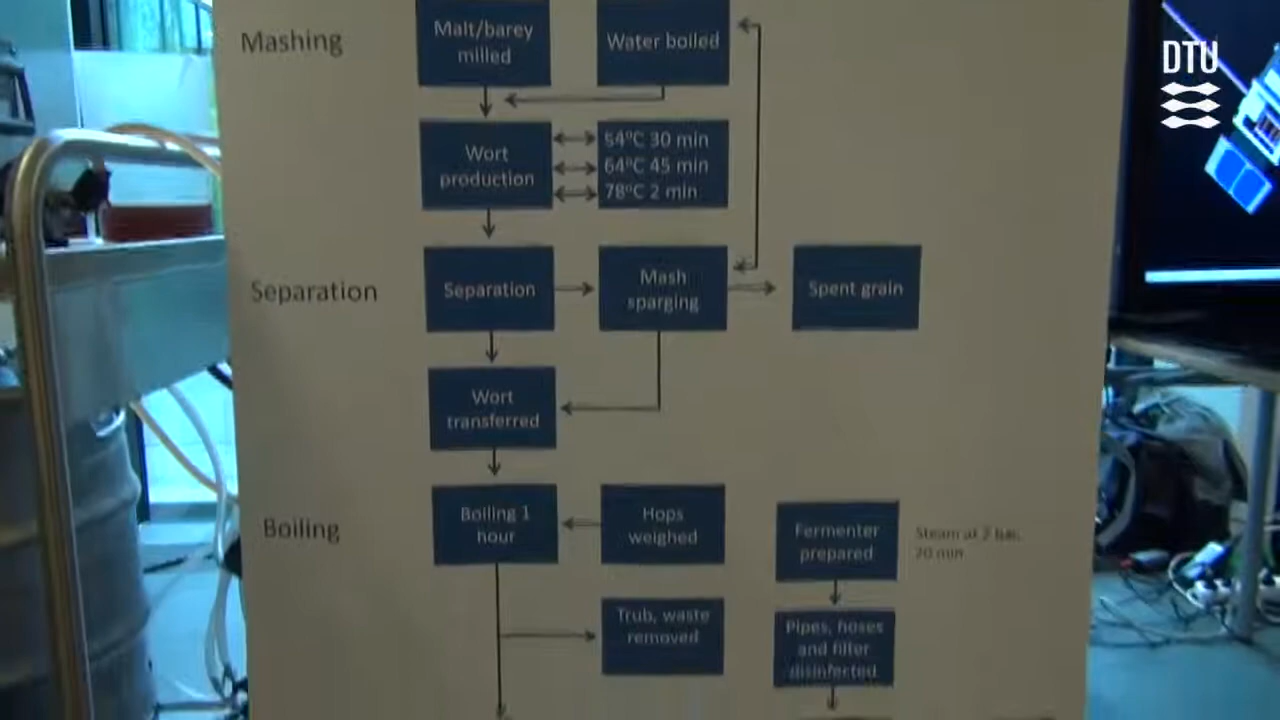 DTU
Mashing
Malt/barey
milled
Water boiled
Wort
production
54ºC 30 min
64ºC 45 min
78ºC 2 min
Separation
Separation
Mash
sparging
Spent grain
Wort
transferred
Boiling
Boiling 1
hour
Hops
weighed
Fermenter
prepared
Steam at 2 bar,
20 min
Trub, waste
removed
Pipes, hoses
and filter
disinfected